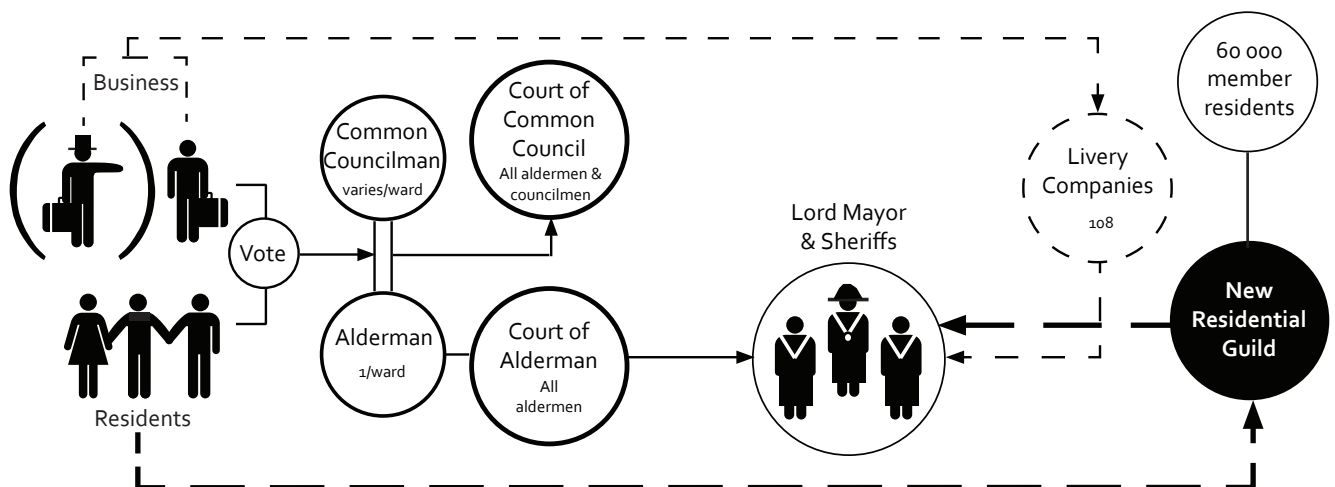 Business
Vote
Residents
Common
Councilman
varies/ward
Alderman
1/ward
Court of
Common
Council
All aldermen &
councilmen
Court of
Alderman
All
aldermen
Lord Mayor
& Sheriffs
Livery
Companies
108
60 000
member
residents
New
Residential
Guild